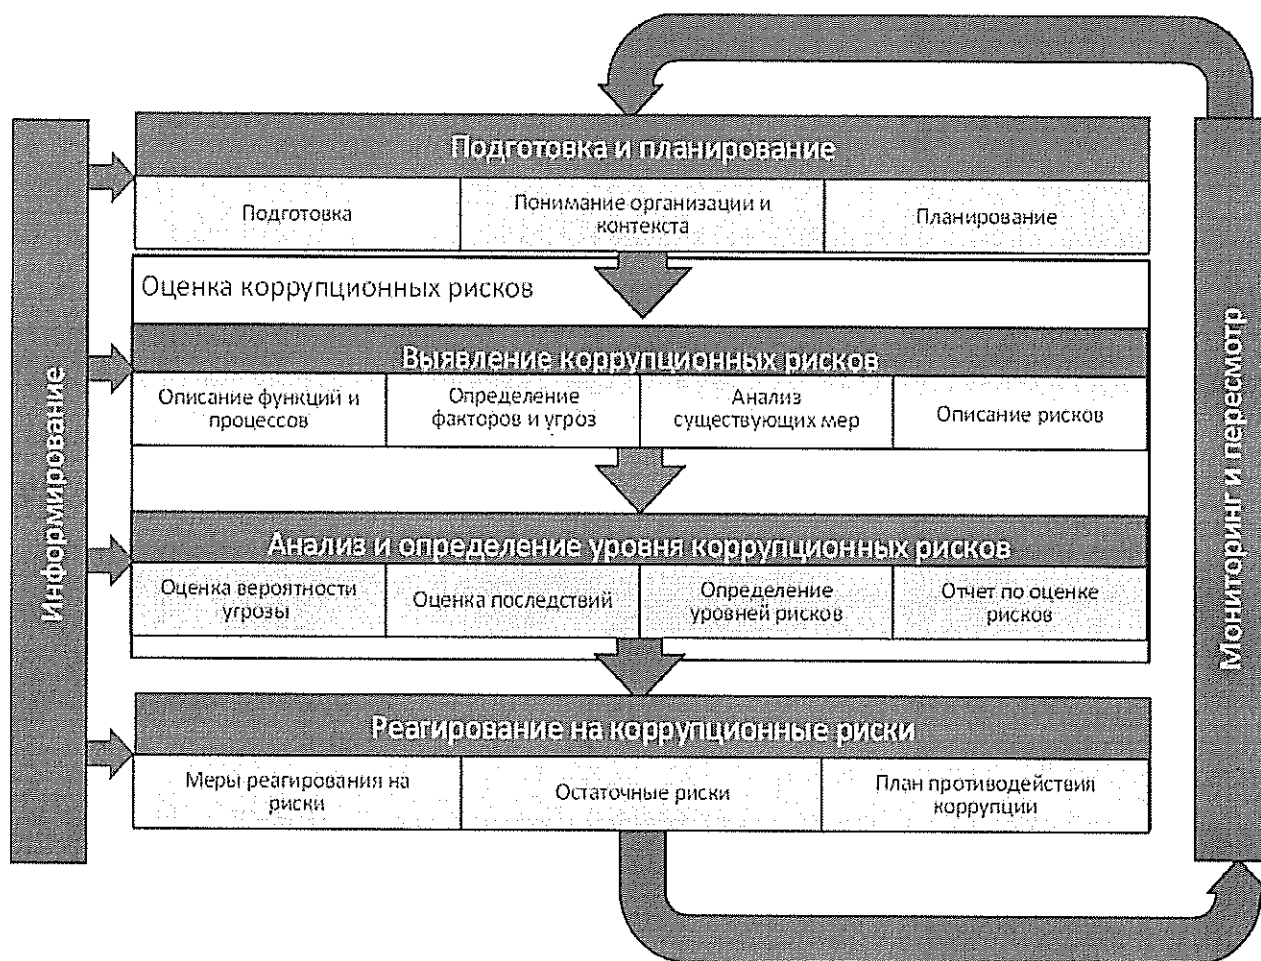 Подготовка и планирование
Подготовка
Понимание организации и
контекста
Планирование
Оценка коррупционных рисков
Выявление коррупционных рисков
Описание функций и
процессов
Определение
факторов и угроз
Анализ
существующих мер
Описание рисков
Анализ и определение уровня коррупционных рисков
Оценка вероятности
угрозы
Оценка последствий
Определение
уровней рисков
Отчет по оценке
рисков
Реагирование на коррупционные риски
Меры реагирования на
риски
Остаточные риски
План противодействия
коррупции
Информирование
Мониторинг и пересмотр